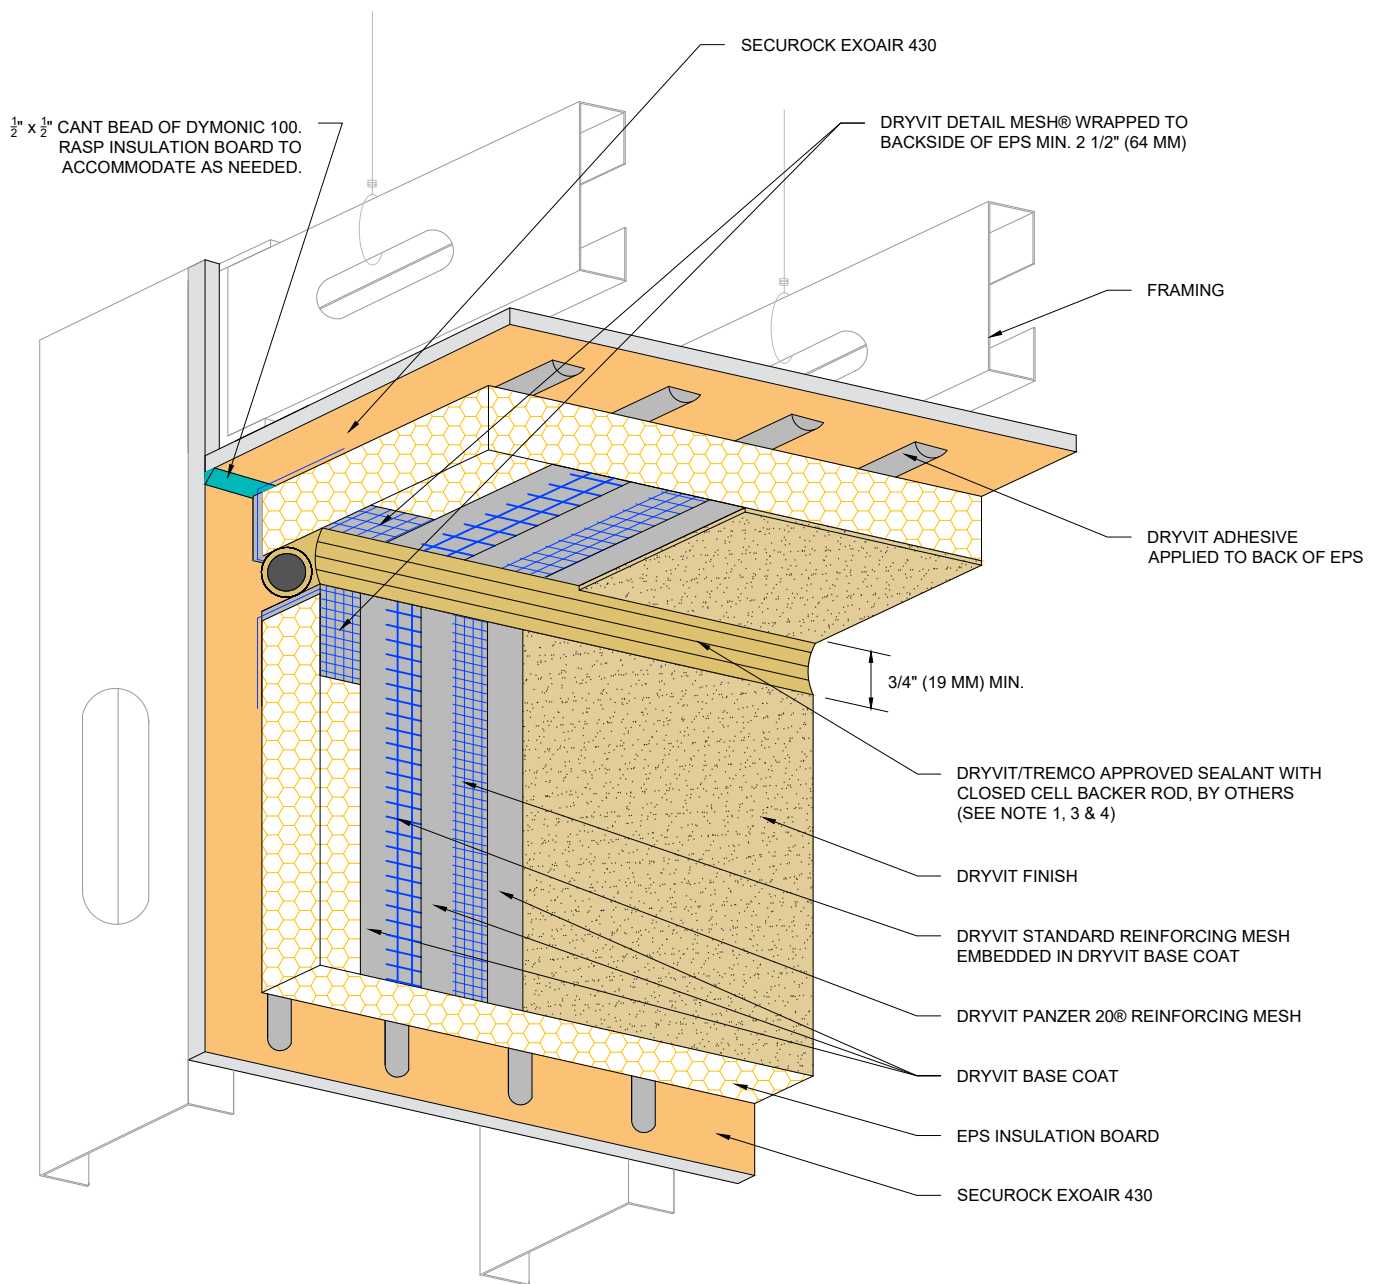 SECUROCK EXOAIR 430
1/2" x 1/2" CANT BEAD OF DYMONIC 100.
RASP INSULATION BOARD TO
ACCOMMODATE AS NEEDED.
DRYVIT DETAIL MESH® WRAPPED TO
BACKSIDE OF EPS MIN. 2 1/2" (64 MM)
FRAMING
DRYVIT ADHESIVE
APPLIED TO BACK OF EPS
3/4" (19 MM) MIN.
DRYVIT/TREMCO APPROVED SEALANT WITH
CLOSED CELL BACKER ROD, BY OTHERS
(SEE NOTE 1, 3 & 4)
DRYVIT FINISH
DRYVIT STANDARD REINFORCING MESH
EMBEDDED IN DRYVIT BASE COAT
DRYVIT PANZER 20® REINFORCING MESH
DRYVIT BASE COAT
EPS INSULATION BOARD
SECUROCK EXOAIR 430